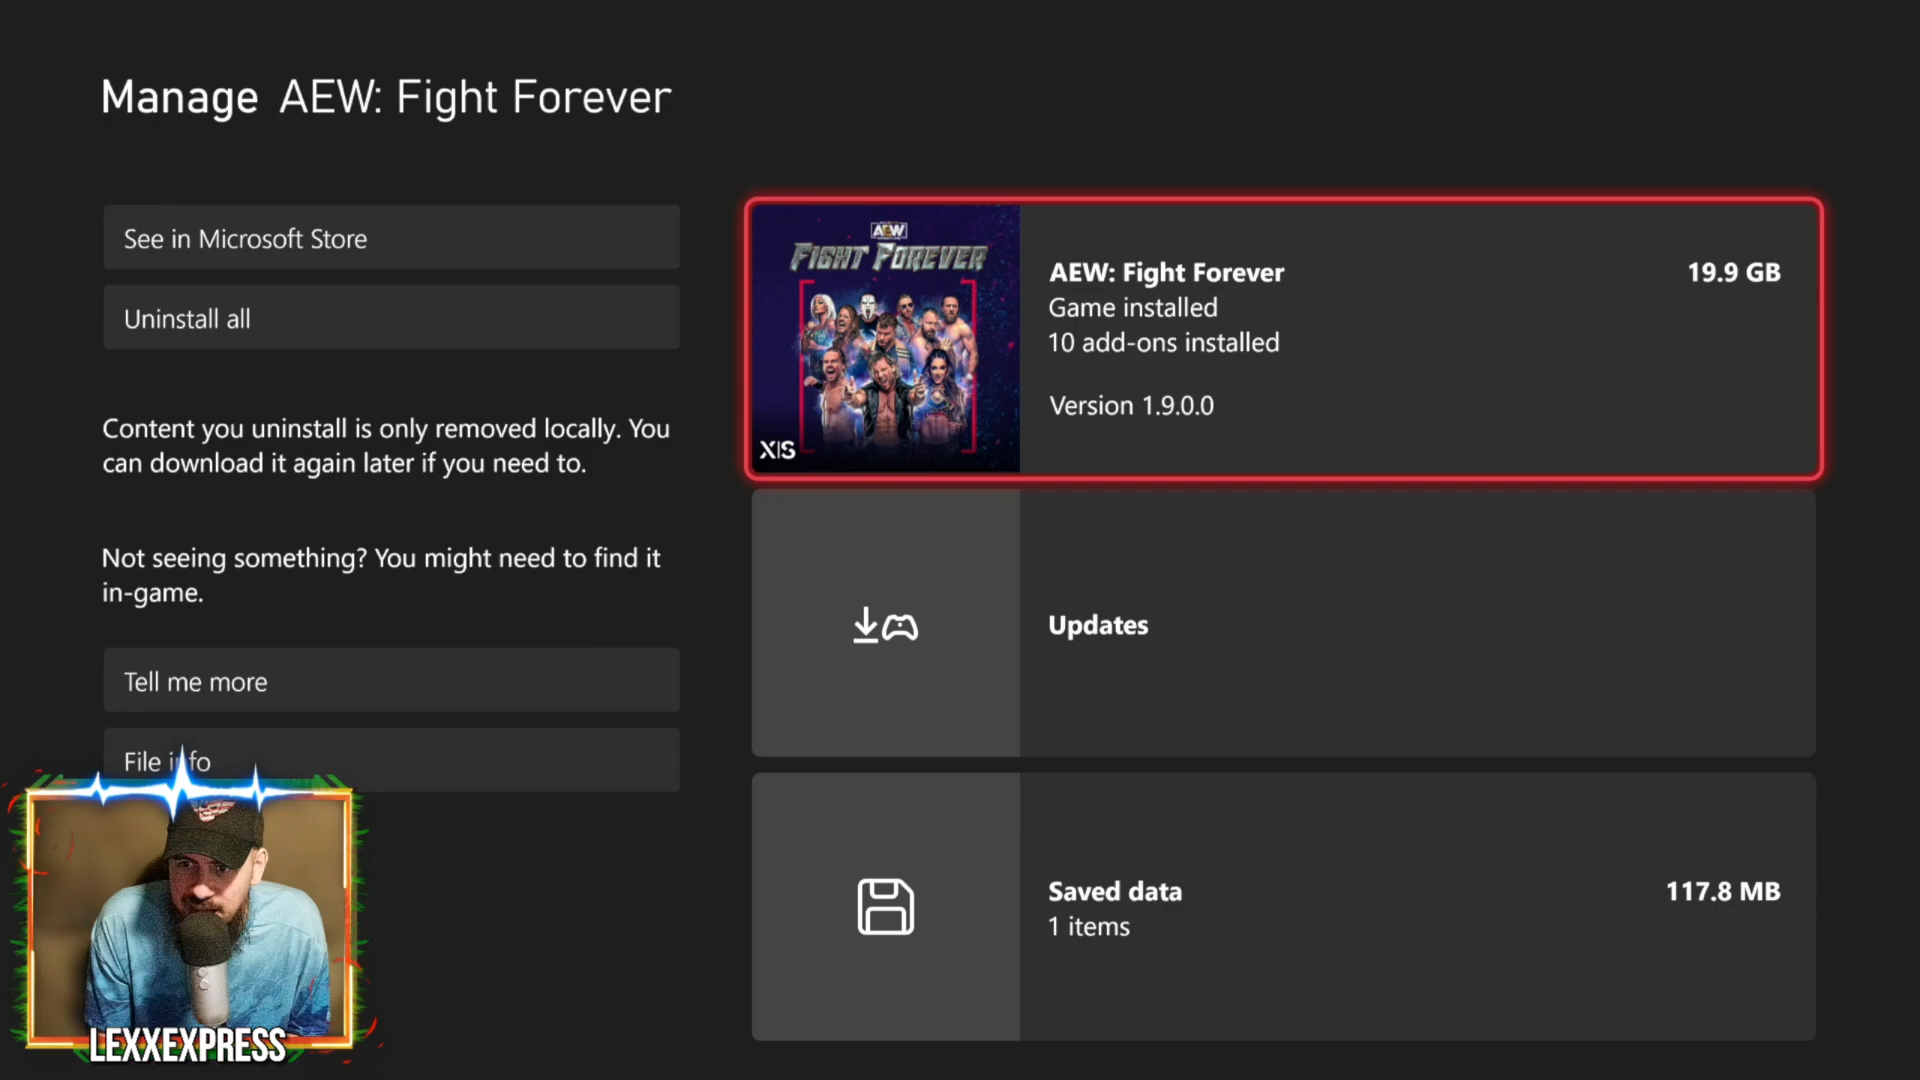 Manage AEW: Fight Forever
See in Microsoft Store
Uninstall all
Content you uninstall is only removed locally. You
can download it again later if you need to.
Not seeing something? You might need to find it
in-game.
Tell me more
File info
AEW
FIGHT FOREVER
X|S
AEW: Fight Forever
19.9 GB
Game installed
10 add-ons installed
Version 1.9.0.0
Updates
Saved data
117.8 MB
1 items
LEXXEXPRESS